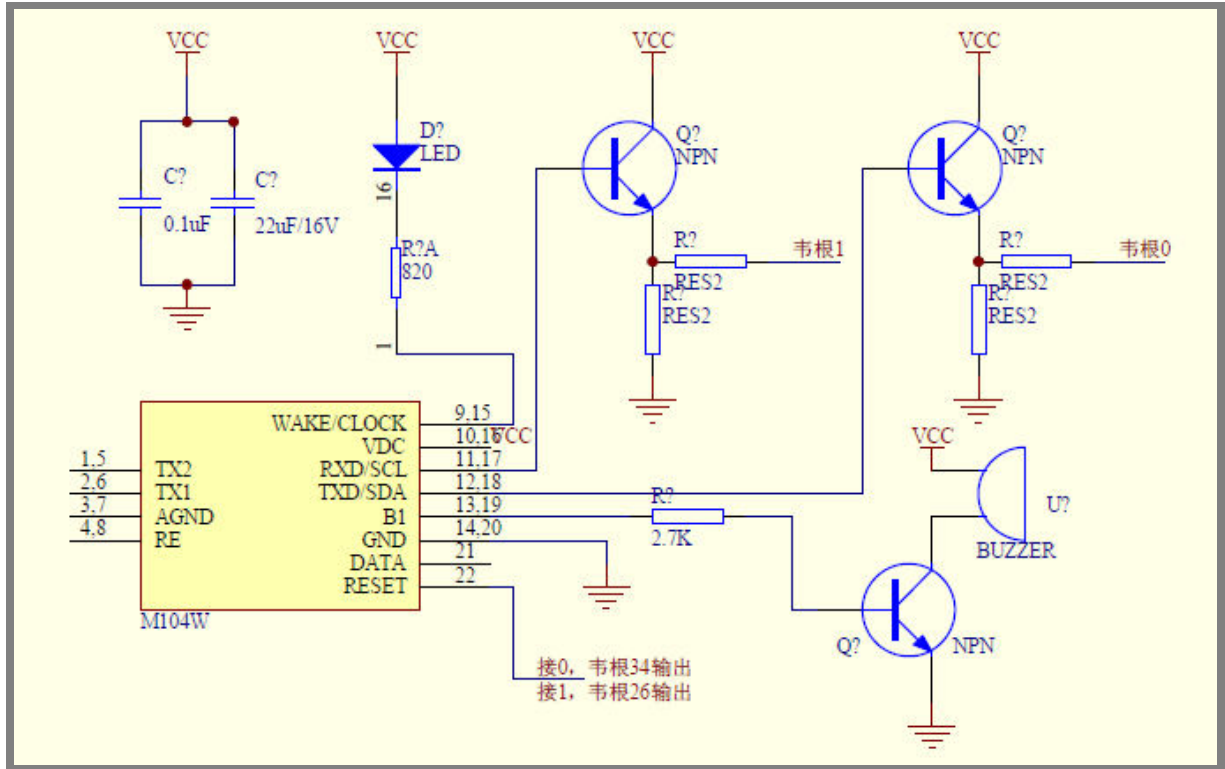 VCC
VCC
VCC
VCC
D?
LED
Q?
NPN
Q?
NPN
C?
0.1uF
C?
22uF/16V
16
R?A
820
1
R?
RES2
韦根1
R?
RES2
R?
RES2
韦根0
R?
RES2
WAKE/CLOCK
9,15
VDC
10,16
VCC
1,5
TX2
RXD/SCL
11,17
2,6
TX1
TXD/SDA
12,18
3,7
AGND
B1
13,19
4,8
RE
GND
14,20
DATA
21
RESET
22
M104W
R?
2.7K
VCC
U?
BUZZER
Q?
NPN
接0，韦根34输出
接1，韦根26输出